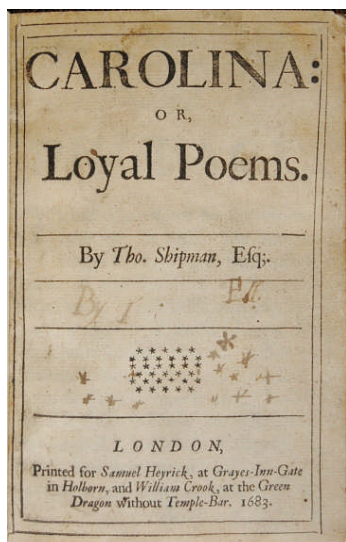 CAROLINA:
OR,
Loyal Poems.
By Tho. Shipman, Eſq;.
By I
LONDON,
Printed for Samuel Heyrick, at Grayes-Inn-Gate
in Holborn, and William Crook, at the Green
Dragon without Temple-Bar. 1683.